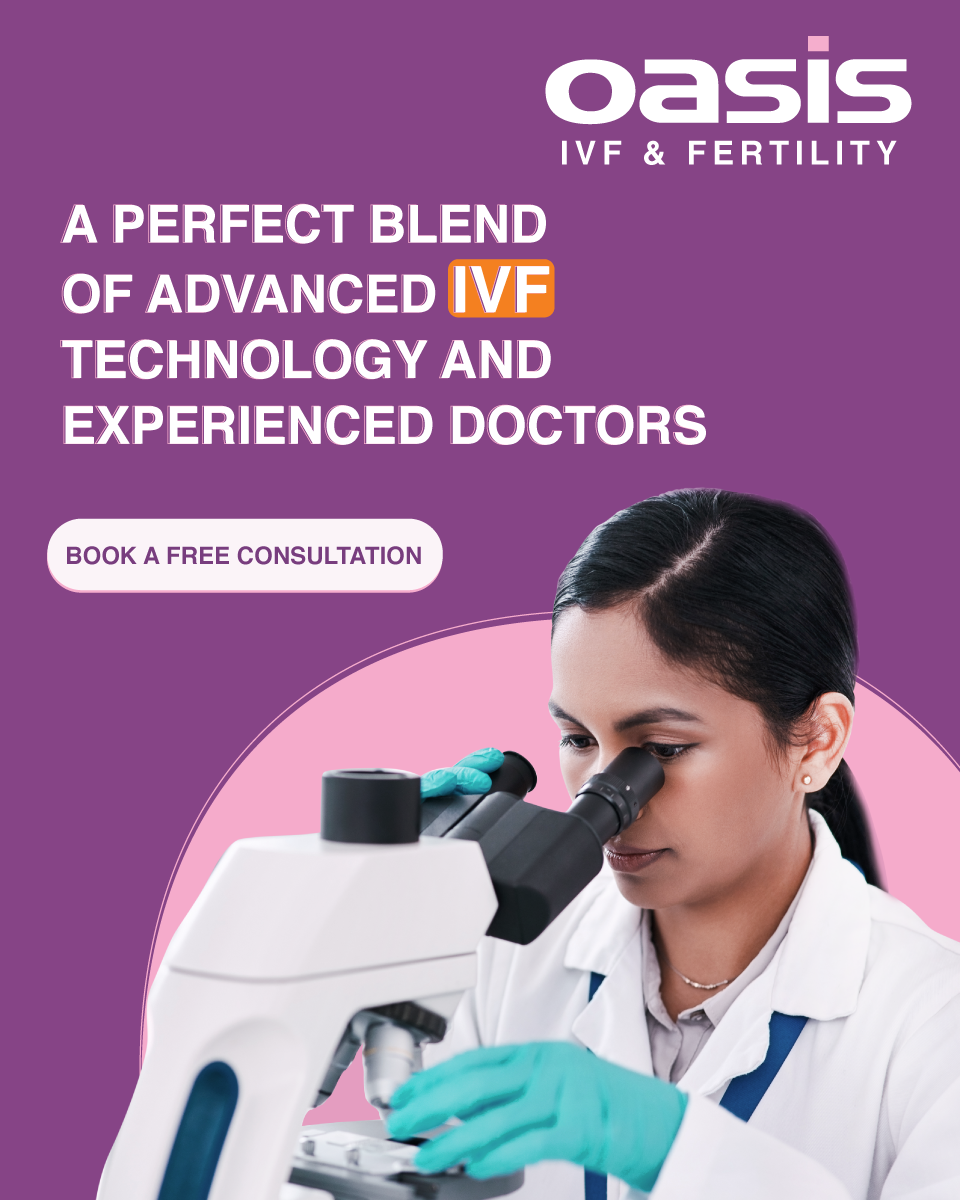 oasis
IVF & FERTILITY
A PERFECT BLEND
OF ADVANCED IVF
TECHNOLOGY AND
EXPERIENCED DOCTORS
BOOK A FREE CONSULTATION